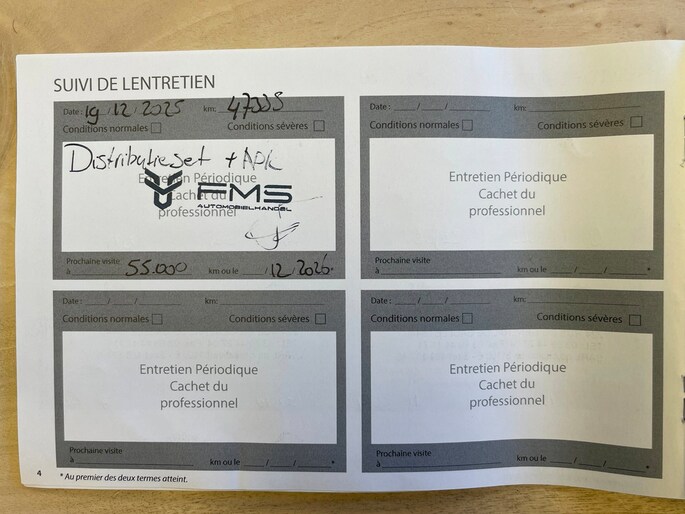 SUIVI DE LENTRETIEN
Date : 19 / 12 / 2025 km:
Conditions normales Conditions sévères
Distributieset + APK
Entretien Périodique
Cachet du
professionnel
FMS
AUTOMOBIELHANDEL
Prochaine visite
à 55.000 km ou le / 12 / 2026. *
Date : / / km:
Conditions normales Conditions sévères
Entretien Périodique
Cachet du
professionnel
Prochaine visite
à km ou le / / *
Date : / / km:
Conditions normales Conditions sévères
Entretien Périodique
Cachet du
professionnel
Prochaine visite
à km ou le / / *
Date : / / km:
Conditions normales Conditions sévères
Entretien Périodique
Cachet du
professionnel
Prochaine visite
à km ou le / / *
4
* Au premier des deux termes atteint.